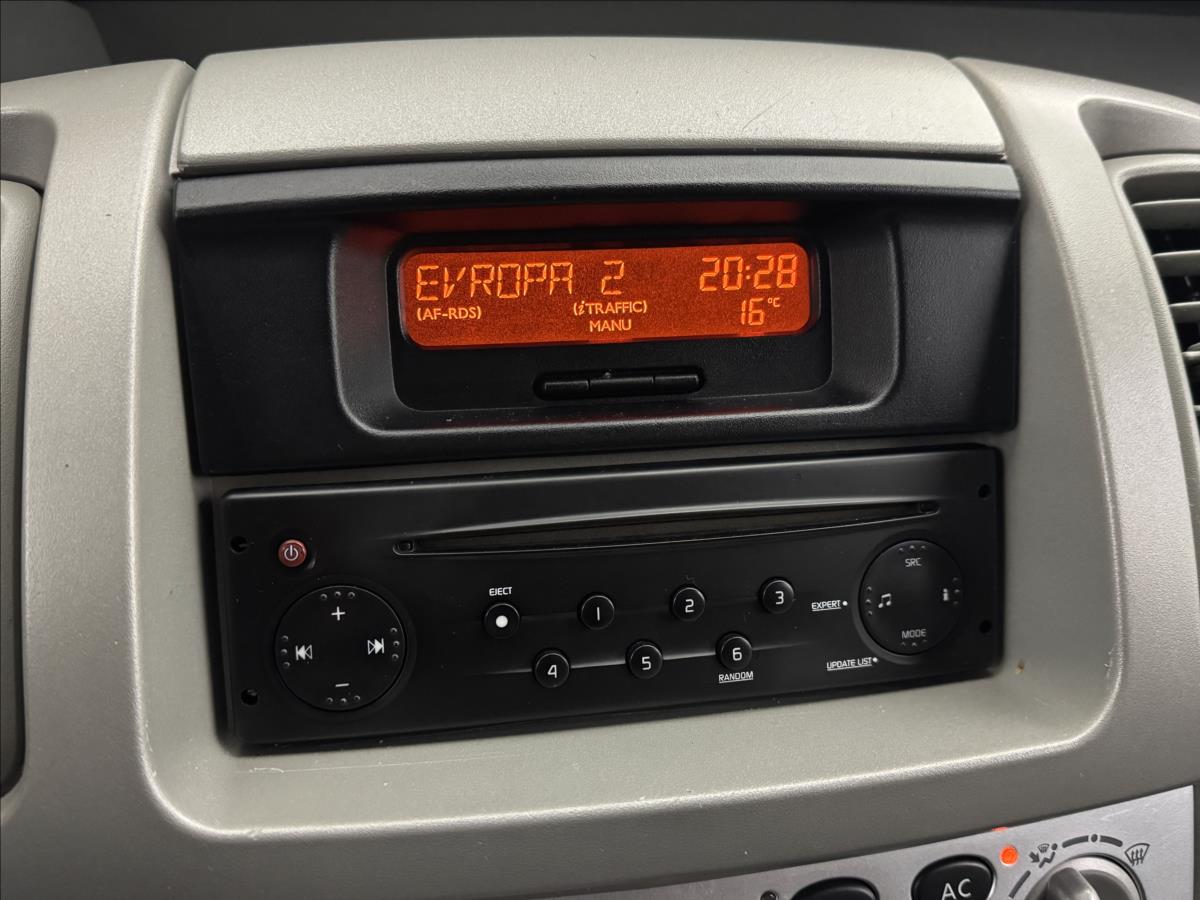 EVROPA 2 20:28
(AF-RDS) (iTRAFFIC) 16°C
MANU
EJECT
1 2 3
EXPERT
SRC
4 5 6
RANDOM
UPDATE LIST
MODE
AC